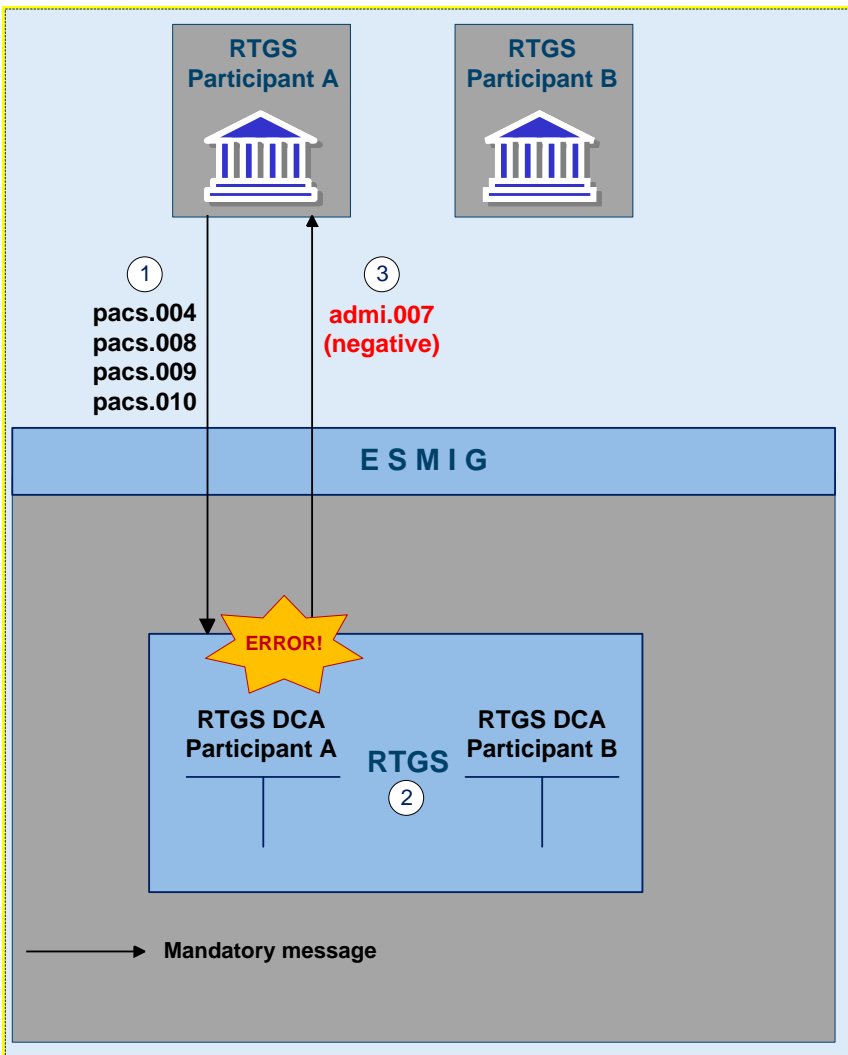 RTGS
Participant A
RTGS
Participant B
1
pacs.004
pacs.008
pacs.009
pacs.010
3
admi.007
(negative)
E S M I G
ERROR!
RTGS DCA
Participant A
RTGS
2
RTGS DCA
Participant B
Mandatory message